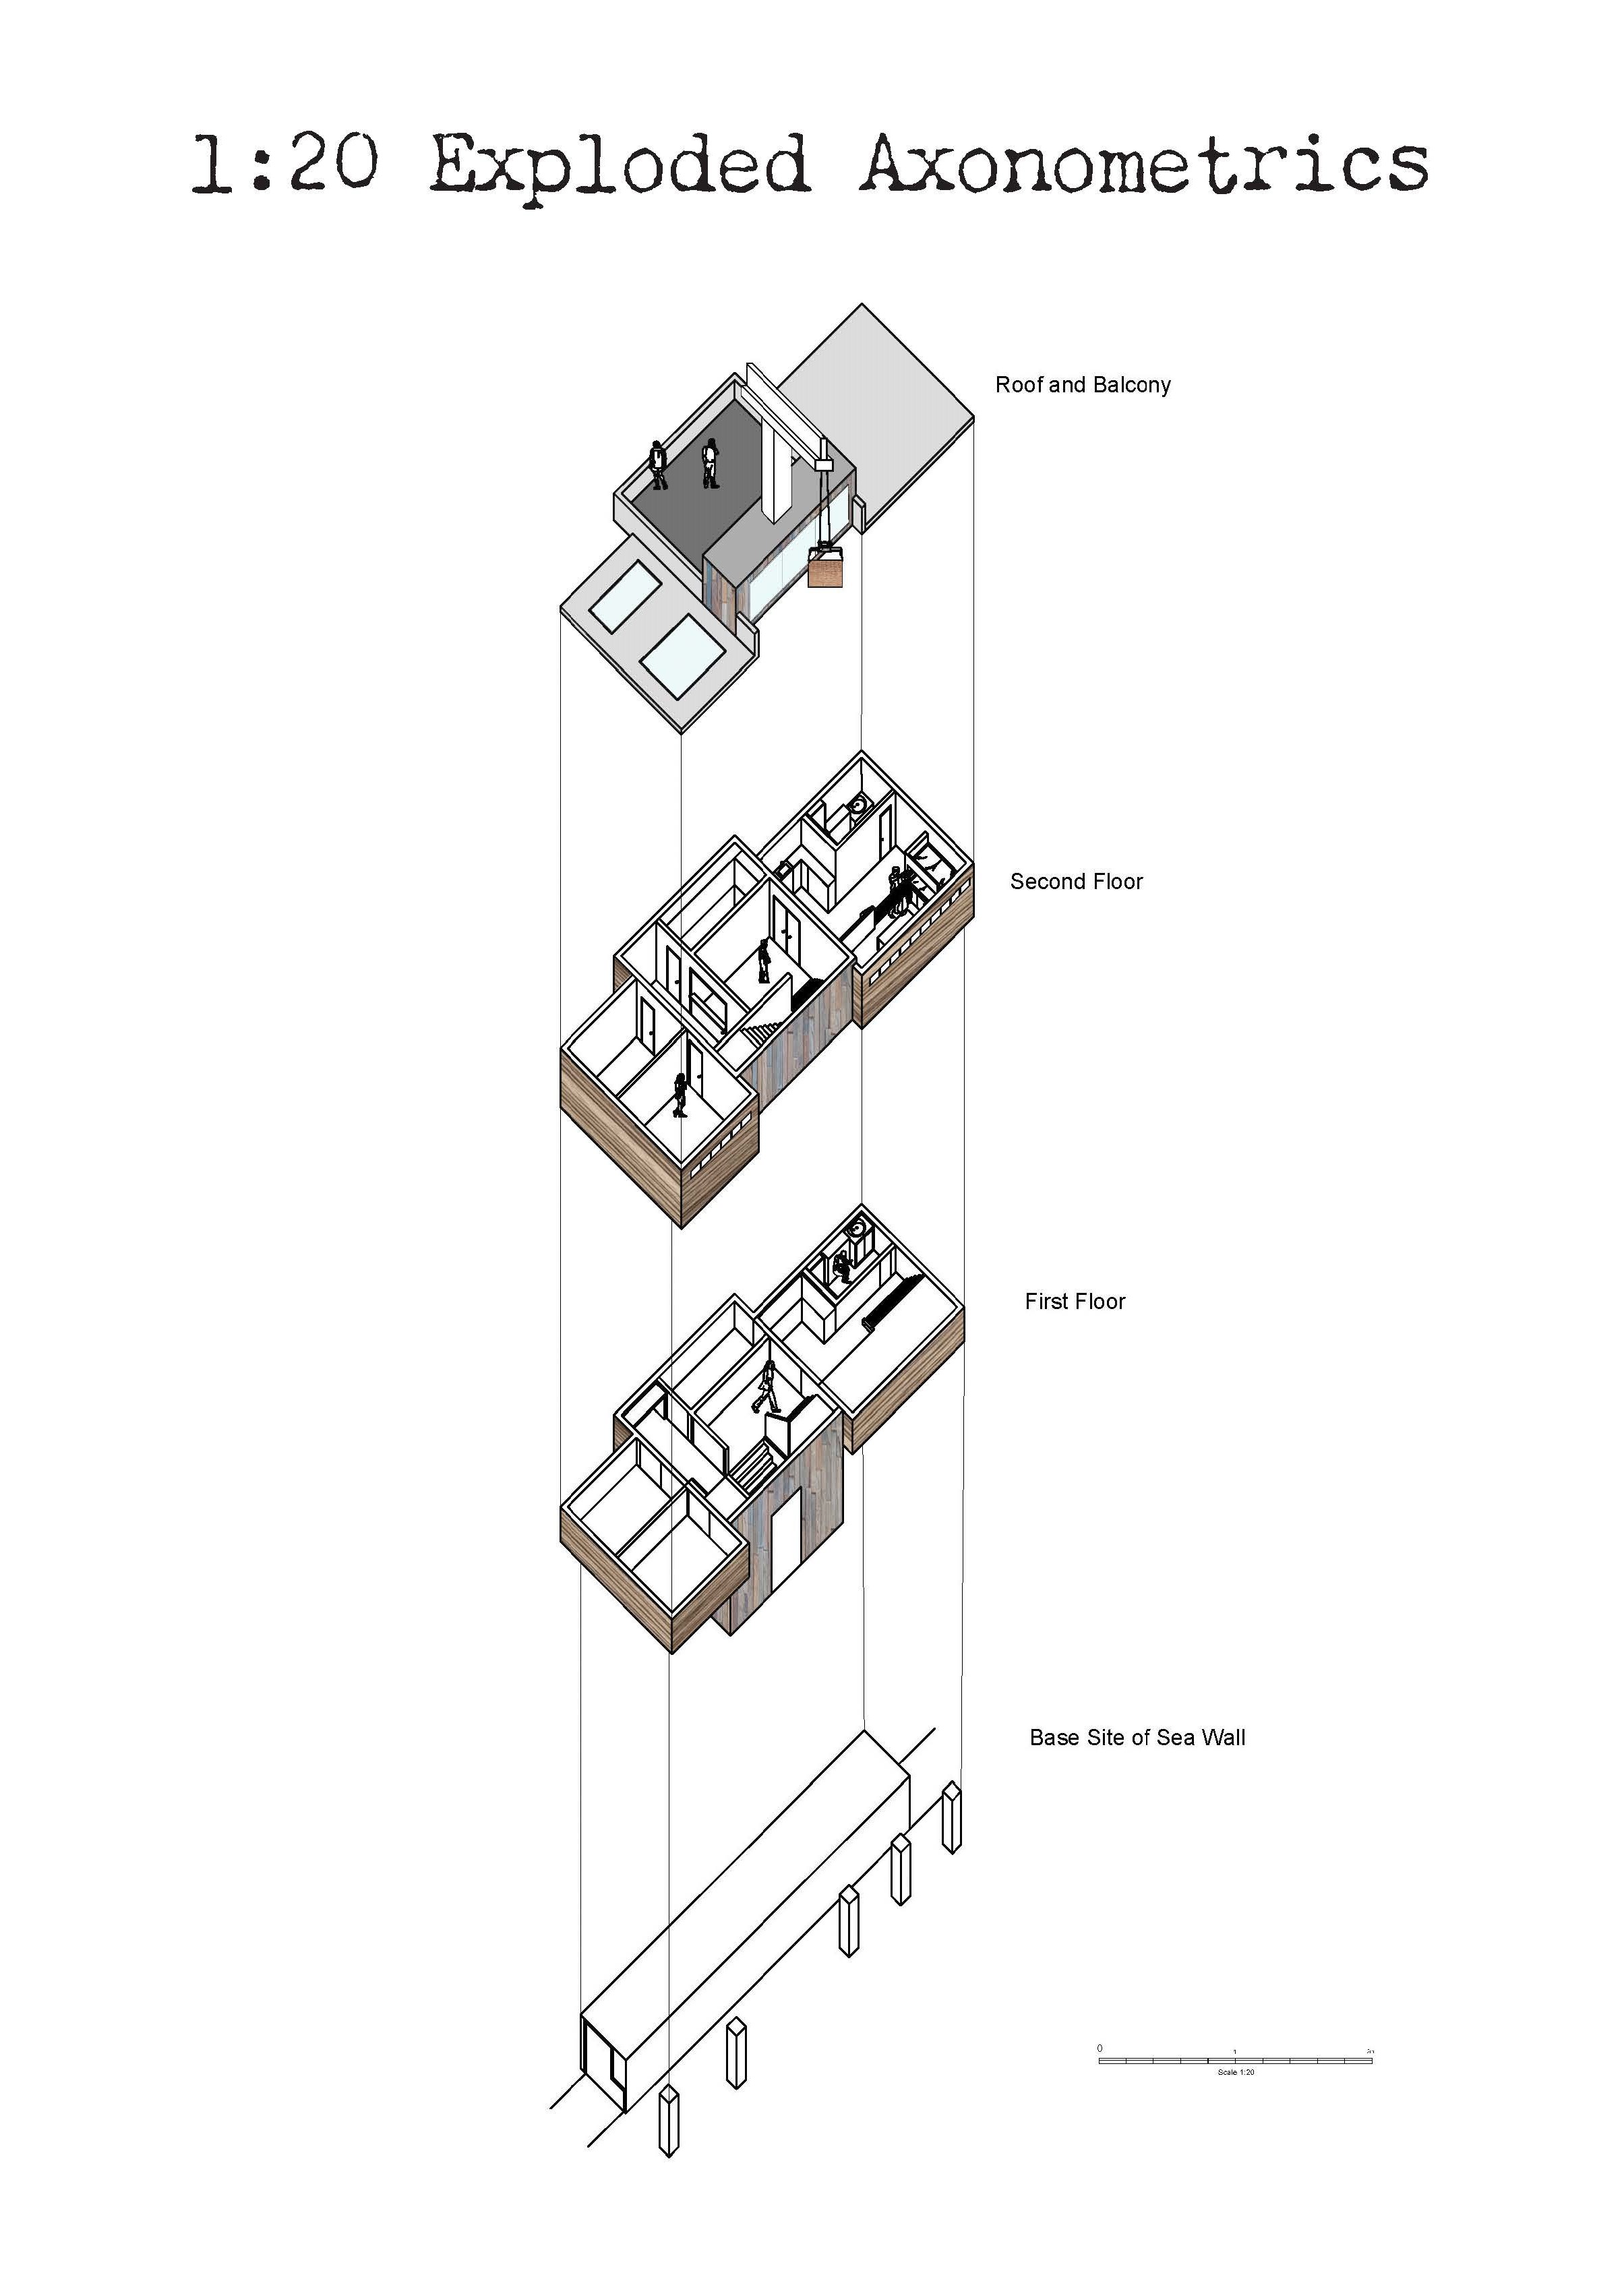 1:20 Exploded Axonometrics
Roof and Balcony
Second Floor
First Floor
Base Site of Sea Wall
0 1 2m
Scale 1:20